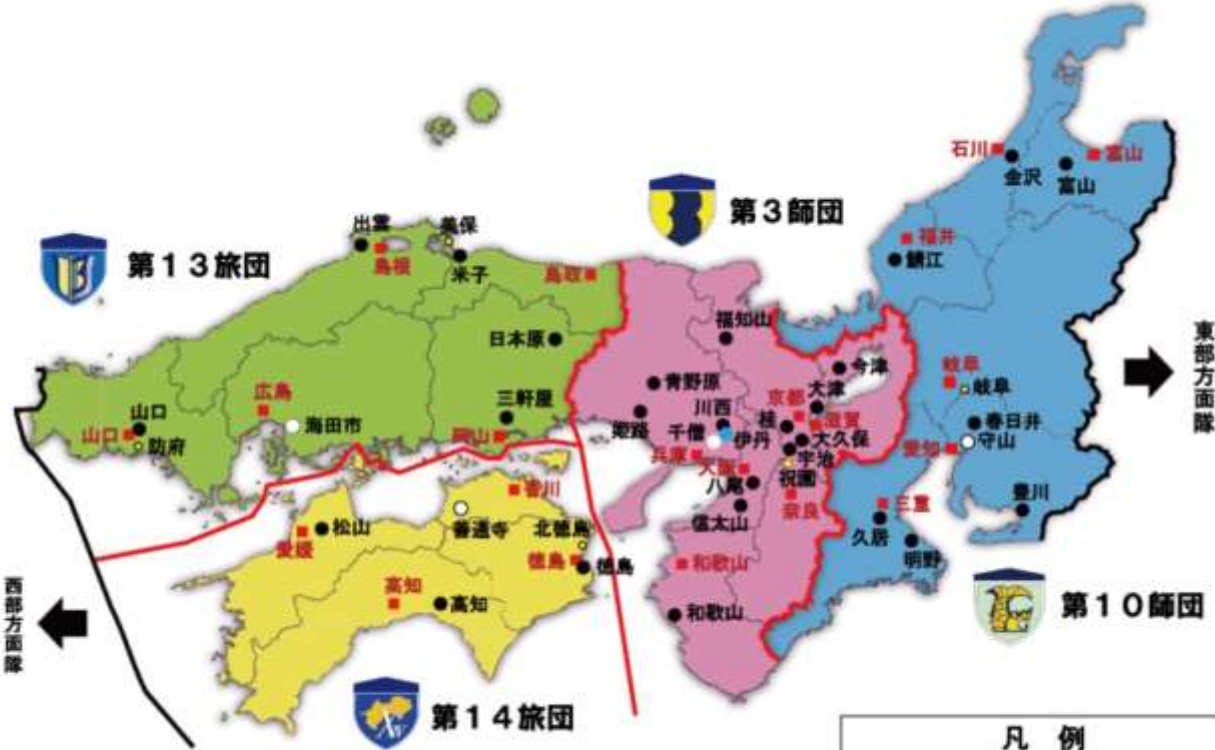 石川
金沢
富山
富山
第３師団
出雲
美保
福井
鯖江
島根
米子
鳥取
第１３旅団
福知山
日本原
今津
東部方面隊
青野原
京都
大津
岐阜
岐阜
広島
三軒屋
川西
桂
滋賀
春日井
山口
海田市
姫路
千僧
伊丹
大久保
守山
山口
防府
岡山
兵庫
大阪
宇治
愛知
祝園
香川
八尾
奈良
三重
豊川
松山
善通寺
北徳島
信太山
久居
愛媛
徳島
徳島
和歌山
明野
西部方面隊
高知
高知
和歌山
第１０師団
第１４旅団
凡 例